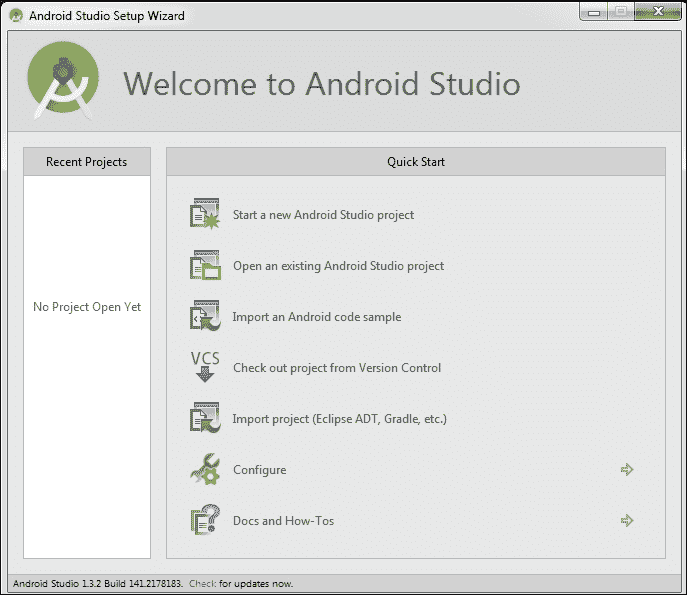 Android Studio Setup Wizard
Welcome to Android Studio
Recent Projects
No Project Open Yet
Quick Start
Start a new Android Studio project
Open an existing Android Studio project
Import an Android code sample
VCS
Check out project from Version Control
Import project (Eclipse ADT, Gradle, etc.)
Configure
Docs and How-Tos
Android Studio 1.3.2 Build 141.2178183. Check for updates now.